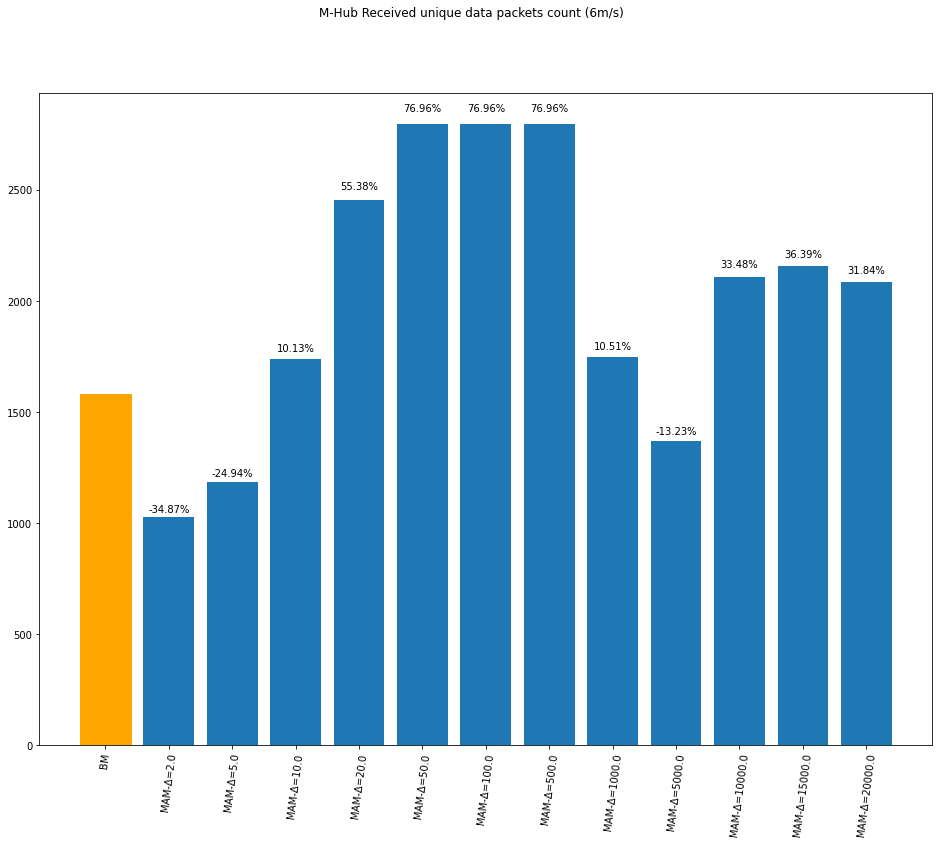 M-Hub Received unique data packets count (6m/s)
76.96%
76.96%
76.96%
55.38%
10.13%
-24.94%
-34.87%
10.51%
-13.23%
33.48%
36.39%
31.84%
2500
2000
1500
1000
500
0
BM
MAM-Δ=2.0
MAM-Δ=5.0
MAM-Δ=10.0
MAM-Δ=20.0
MAM-Δ=50.0
MAM-Δ=100.0
MAM-Δ=500.0
MAM-Δ=1000.0
MAM-Δ=5000.0
MAM-Δ=10000.0
MAM-Δ=15000.0
MAM-Δ=20000.0